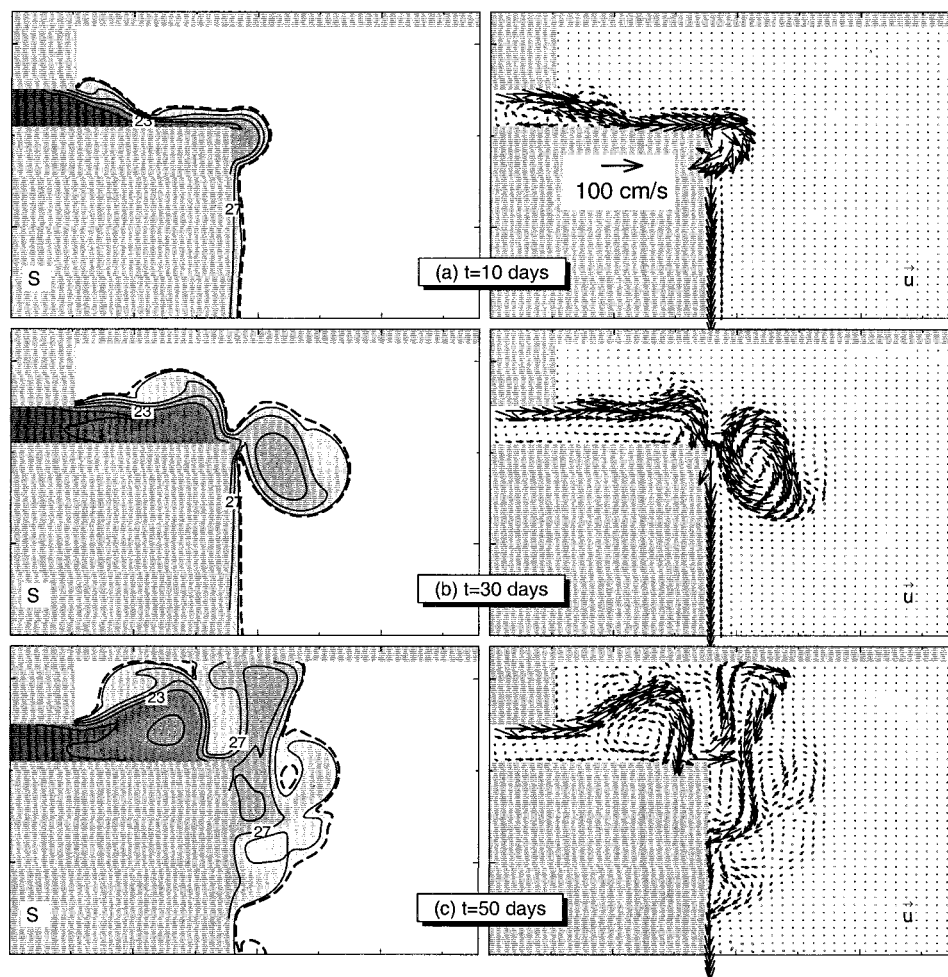 23
27
100 cm/s
S
(a) t=10 days
u
23
27
S
(b) t=30 days
u
23
27
27
S
(c) t=50 days
u